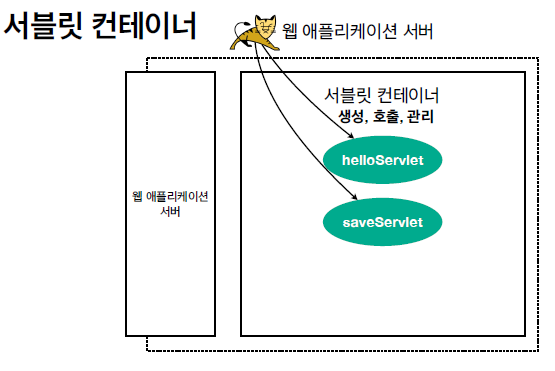 서블릿 컨테이너
웹 애플리케이션 서버
서블릿 컨테이너
생성, 호출, 관리
helloServlet
웹 애플리케이션
서버
saveServlet